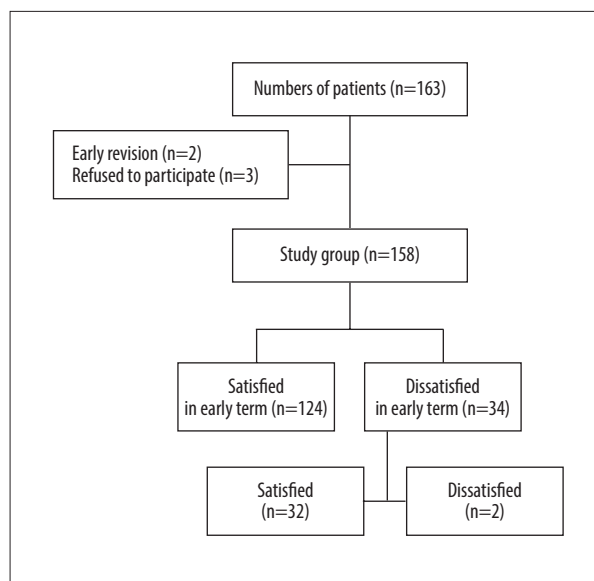 Numbers of patients (n=163)
Early revision (n=2)
Refused to participate (n=3)
Study group (n=158)
Satisfied
in early term (n=124)
Dissatisfied
in early term (n=34)
Satisfied
(n=32)
Dissatisfied
(n=2)